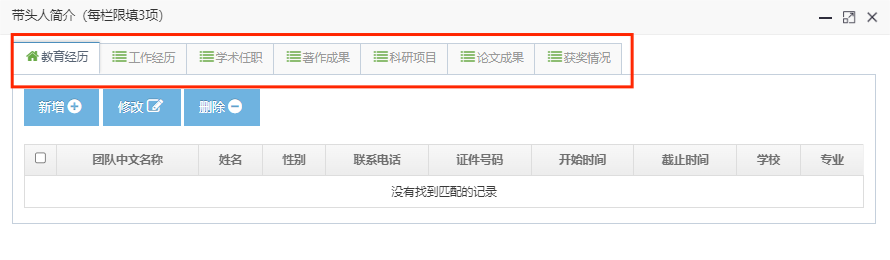 带头人简介（每栏限填3项）
教育经历 工作经历 学术任职 著作成果 科研项目 论文成果 获奖情况
新增 修改 删除
团队中文名称 姓名 性别 联系电话 证件号码 开始时间 截止时间 学校 专业
没有找到匹配的记录